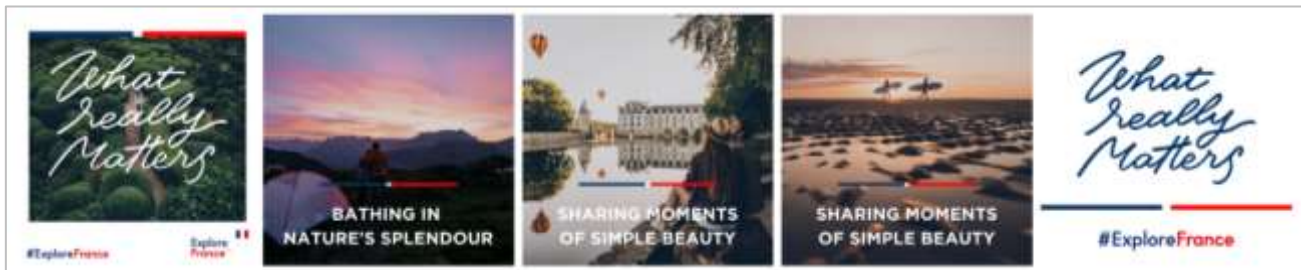 What
really
Matters
#ExploreFrance
Explore
France
BATHING IN
NATURE'S SPLENDOUR
SHARING MOMENTS
OF SIMPLE BEAUTY
SHARING MOMENTS
OF SIMPLE BEAUTY
What
really
Matters
#ExploreFrance